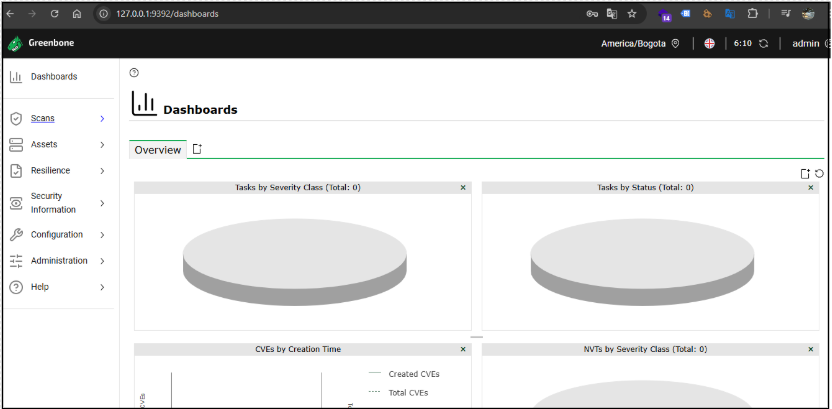 127.0.0.1:9392/dashboards
14
Greenbone
America/Bogota
6:10
admin
Dashboards
Scans
Assets
Resilience
Security
Information
Configuration
Administration
Help
Dashboards
Overview
Tasks by Severity Class (Total: 0)
Tasks by Status (Total: 0)
CVEs by Creation Time
Created CVEs
Total CVEs
NVTs by Severity Class (Total: 0)